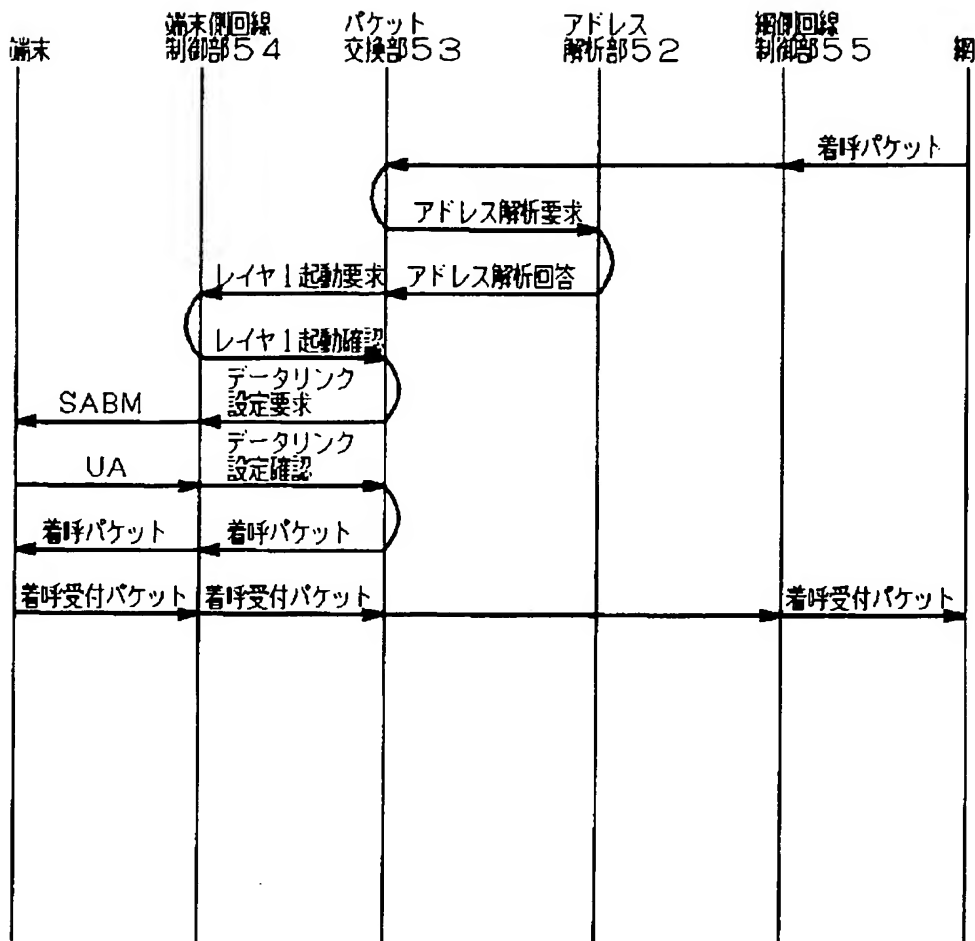 端末
端末側回線
制御部54
パケット
交換部53
アドレス
解析部52
網側回線
制御部55
網
着呼パケット
アドレス解析要求
レイヤ1起動要求
アドレス解析回答
レイヤ1起動確認
データリンク
設定要求
SABM
データリンク
設定確認
UA
着呼パケット
着呼パケット
着呼受付パケット
着呼受付パケット
着呼受付パケット